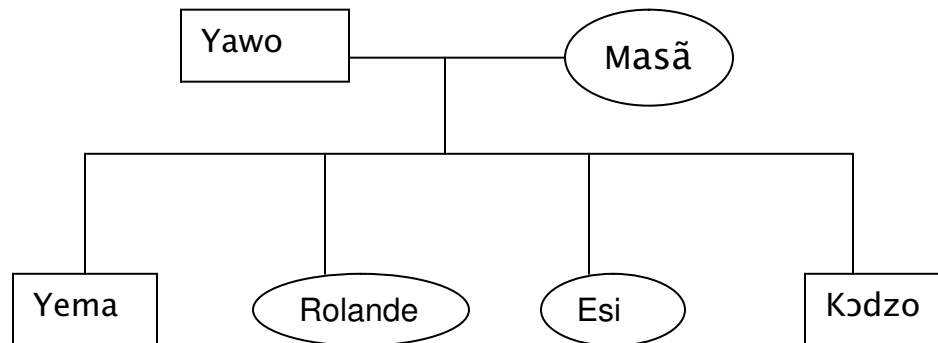 Yawo
Masã
Yema
Rolande
Esi
Kɔdzo